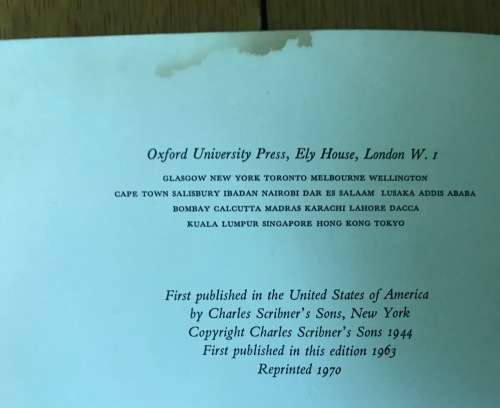 Oxford University Press, Ely House, London W. 1
GLASGOW NEW YORK TORONTO MELBOURNE WELLINGTON
CAPE TOWN SALISBURY IBADAN NAIROBI DAR ES SALAAM LUSAKA ADDIS ABABA
BOMBAY CALCUTTA MADRAS KARACHI LAHORE DACCA
KUALA LUMPUR SINGAPORE HONG KONG TOKYO
First published in the United States of America
by Charles Scribner's Sons, New York
Copyright Charles Scribner's Sons 1944
First published in this edition 1963
Reprinted 1970